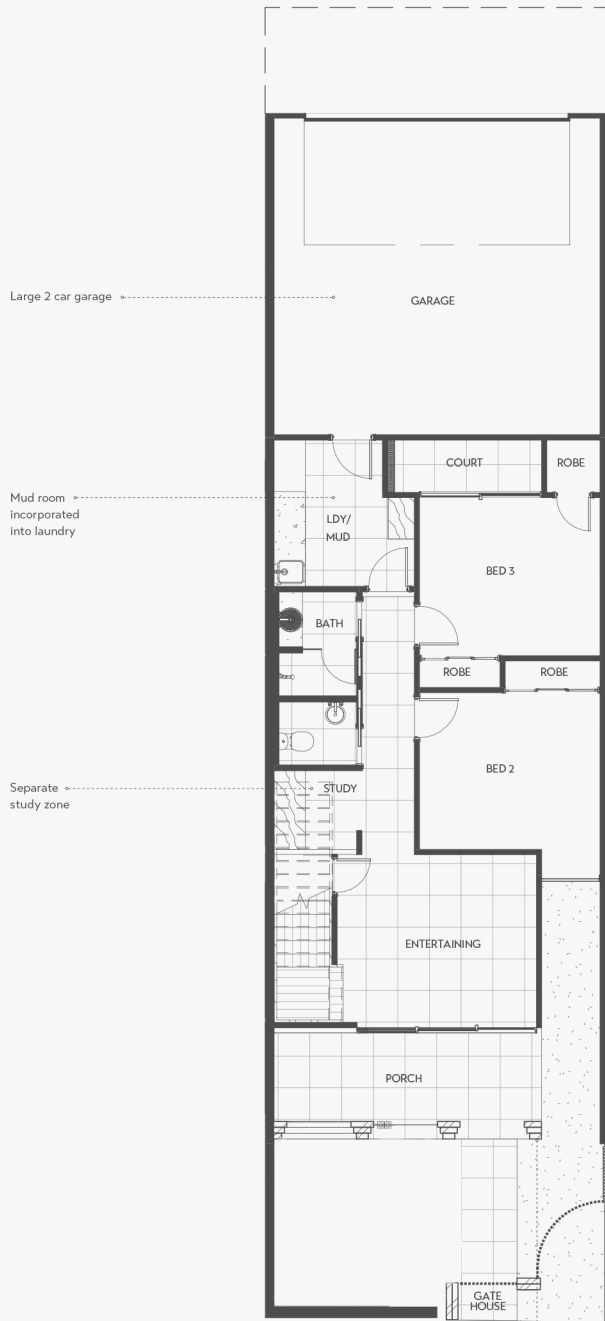 Large 2 car garage
GARAGE
COURT
ROBE
Mud room
incorporated
into laundry
LDY/
MUD
BED 3
BATH
ROBE
ROBE
BED 2
Separate
study zone
STUDY
ENTERTAINING
PORCH
GATE
HOUSE